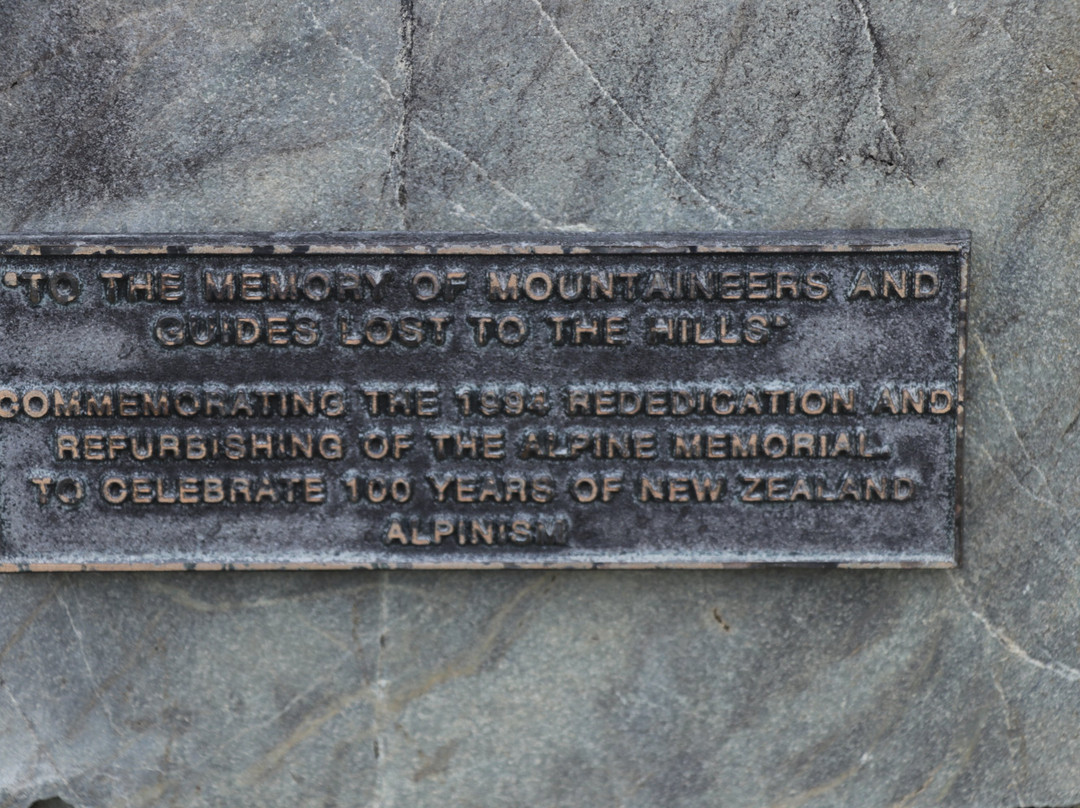 "TO THE MEMORY OF MOUNTAINEERS AND
GUIDES LOST TO THE HILLS"
COMMEMORATING THE 1994 REDEDICATION AND
REFURBISHING OF THE ALPINE MEMORIAL.
TO CELEBRATE 100 YEARS OF NEW ZEALAND
ALPINISM